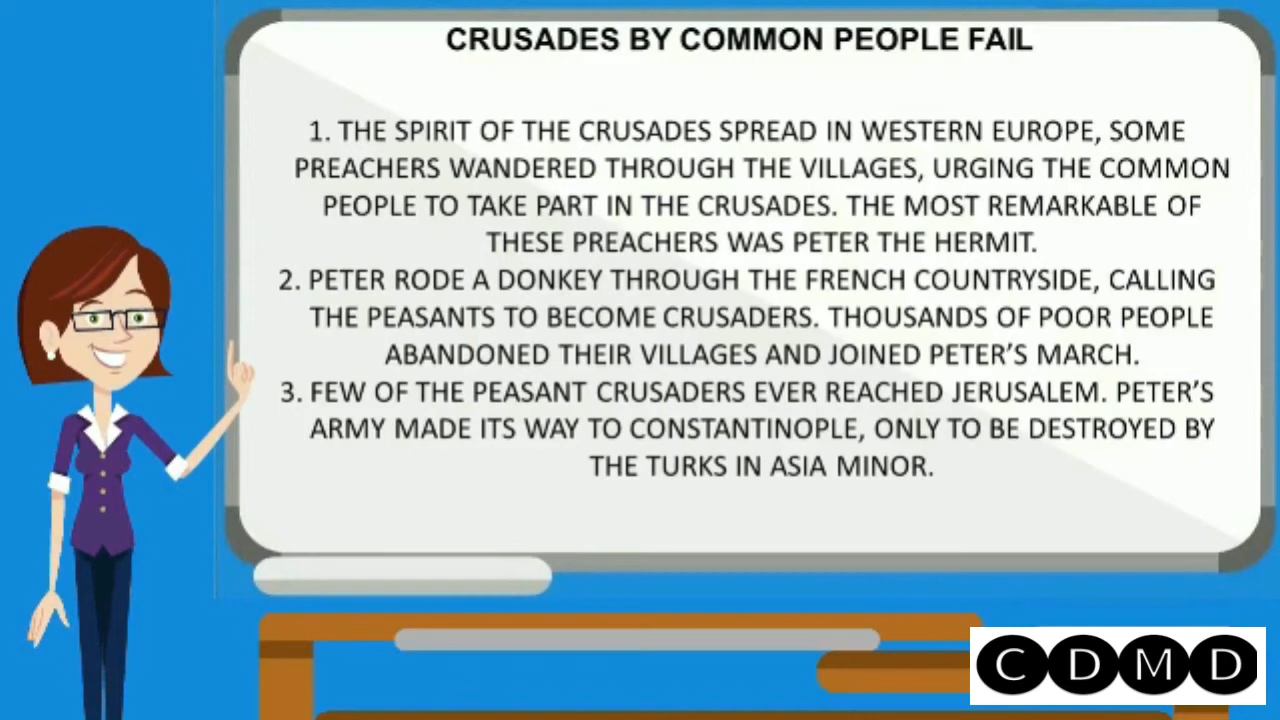 CRUSADES BY COMMON PEOPLE FAIL
1. THE SPIRIT OF THE CRUSADES SPREAD IN WESTERN EUROPE, SOME
PREACHERS WANDERED THROUGH THE VILLAGES, URGING THE COMMON
PEOPLE TO TAKE PART IN THE CRUSADES. THE MOST REMARKABLE OF
THESE PREACHERS WAS PETER THE HERMIT.
2. PETER RODE A DONKEY THROUGH THE FRENCH COUNTRYSIDE, CALLING
THE PEASANTS TO BECOME CRUSADERS. THOUSANDS OF POOR PEOPLE
ABANDONED THEIR VILLAGES AND JOINED PETER’S MARCH.
3. FEW OF THE PEASANT CRUSADERS EVER REACHED JERUSALEM. PETER’S
ARMY MADE ITS WAY TO CONSTANTINOPLE, ONLY TO BE DESTROYED BY
THE TURKS IN ASIA MINOR.
CDMD